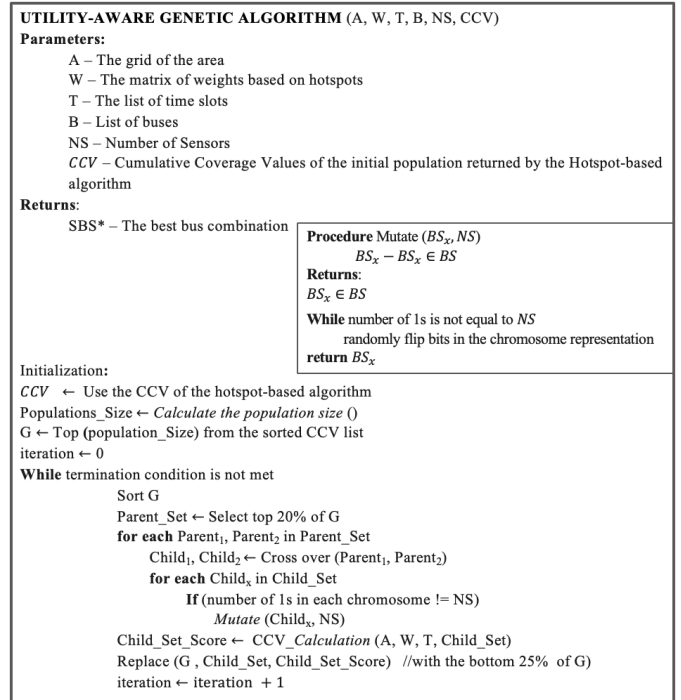 UTILITY-AWARE GENETIC ALGORITHM (A, W, T, B, NS, CCV)
Parameters:
A – The grid of the area
W – The matrix of weights based on hotspots
T – The list of time slots
B – List of buses
NS – Number of Sensors
CCV – Cumulative Coverage Values of the initial population returned by the Hotspot-based
algorithm
Returns:
SBS* – The best bus combination
Procedure Mutate (BSₓ, NS)
BSₓ – BSₓ ∈ BS
Returns:
BSₓ ∈ BS
While number of 1s is not equal to NS
randomly flip bits in the chromosome representation
return BSₓ
Initialization:
CCV ← Use the CCV of the hotspot-based algorithm
Populations_Size ← Calculate the population size ()
G ← Top (population_Size) from the sorted CCV list
iteration ← 0
While termination condition is not met
Sort G
Parent_Set ← Select top 20% of G
for each Parent₁, Parent₂ in Parent_Set
Child₁, Child₂ ← Cross over (Parent₁, Parent₂)
for each Childₓ in Child_Set
If (number of 1s in each chromosome != NS)
Mutate (Childₓ, NS)
Child_Set_Score ← CCV_Calculation (A, W, T, Child_Set)
Replace (G , Child_Set, Child_Set_Score) //with the bottom 25% of G)
iteration ← iteration + 1